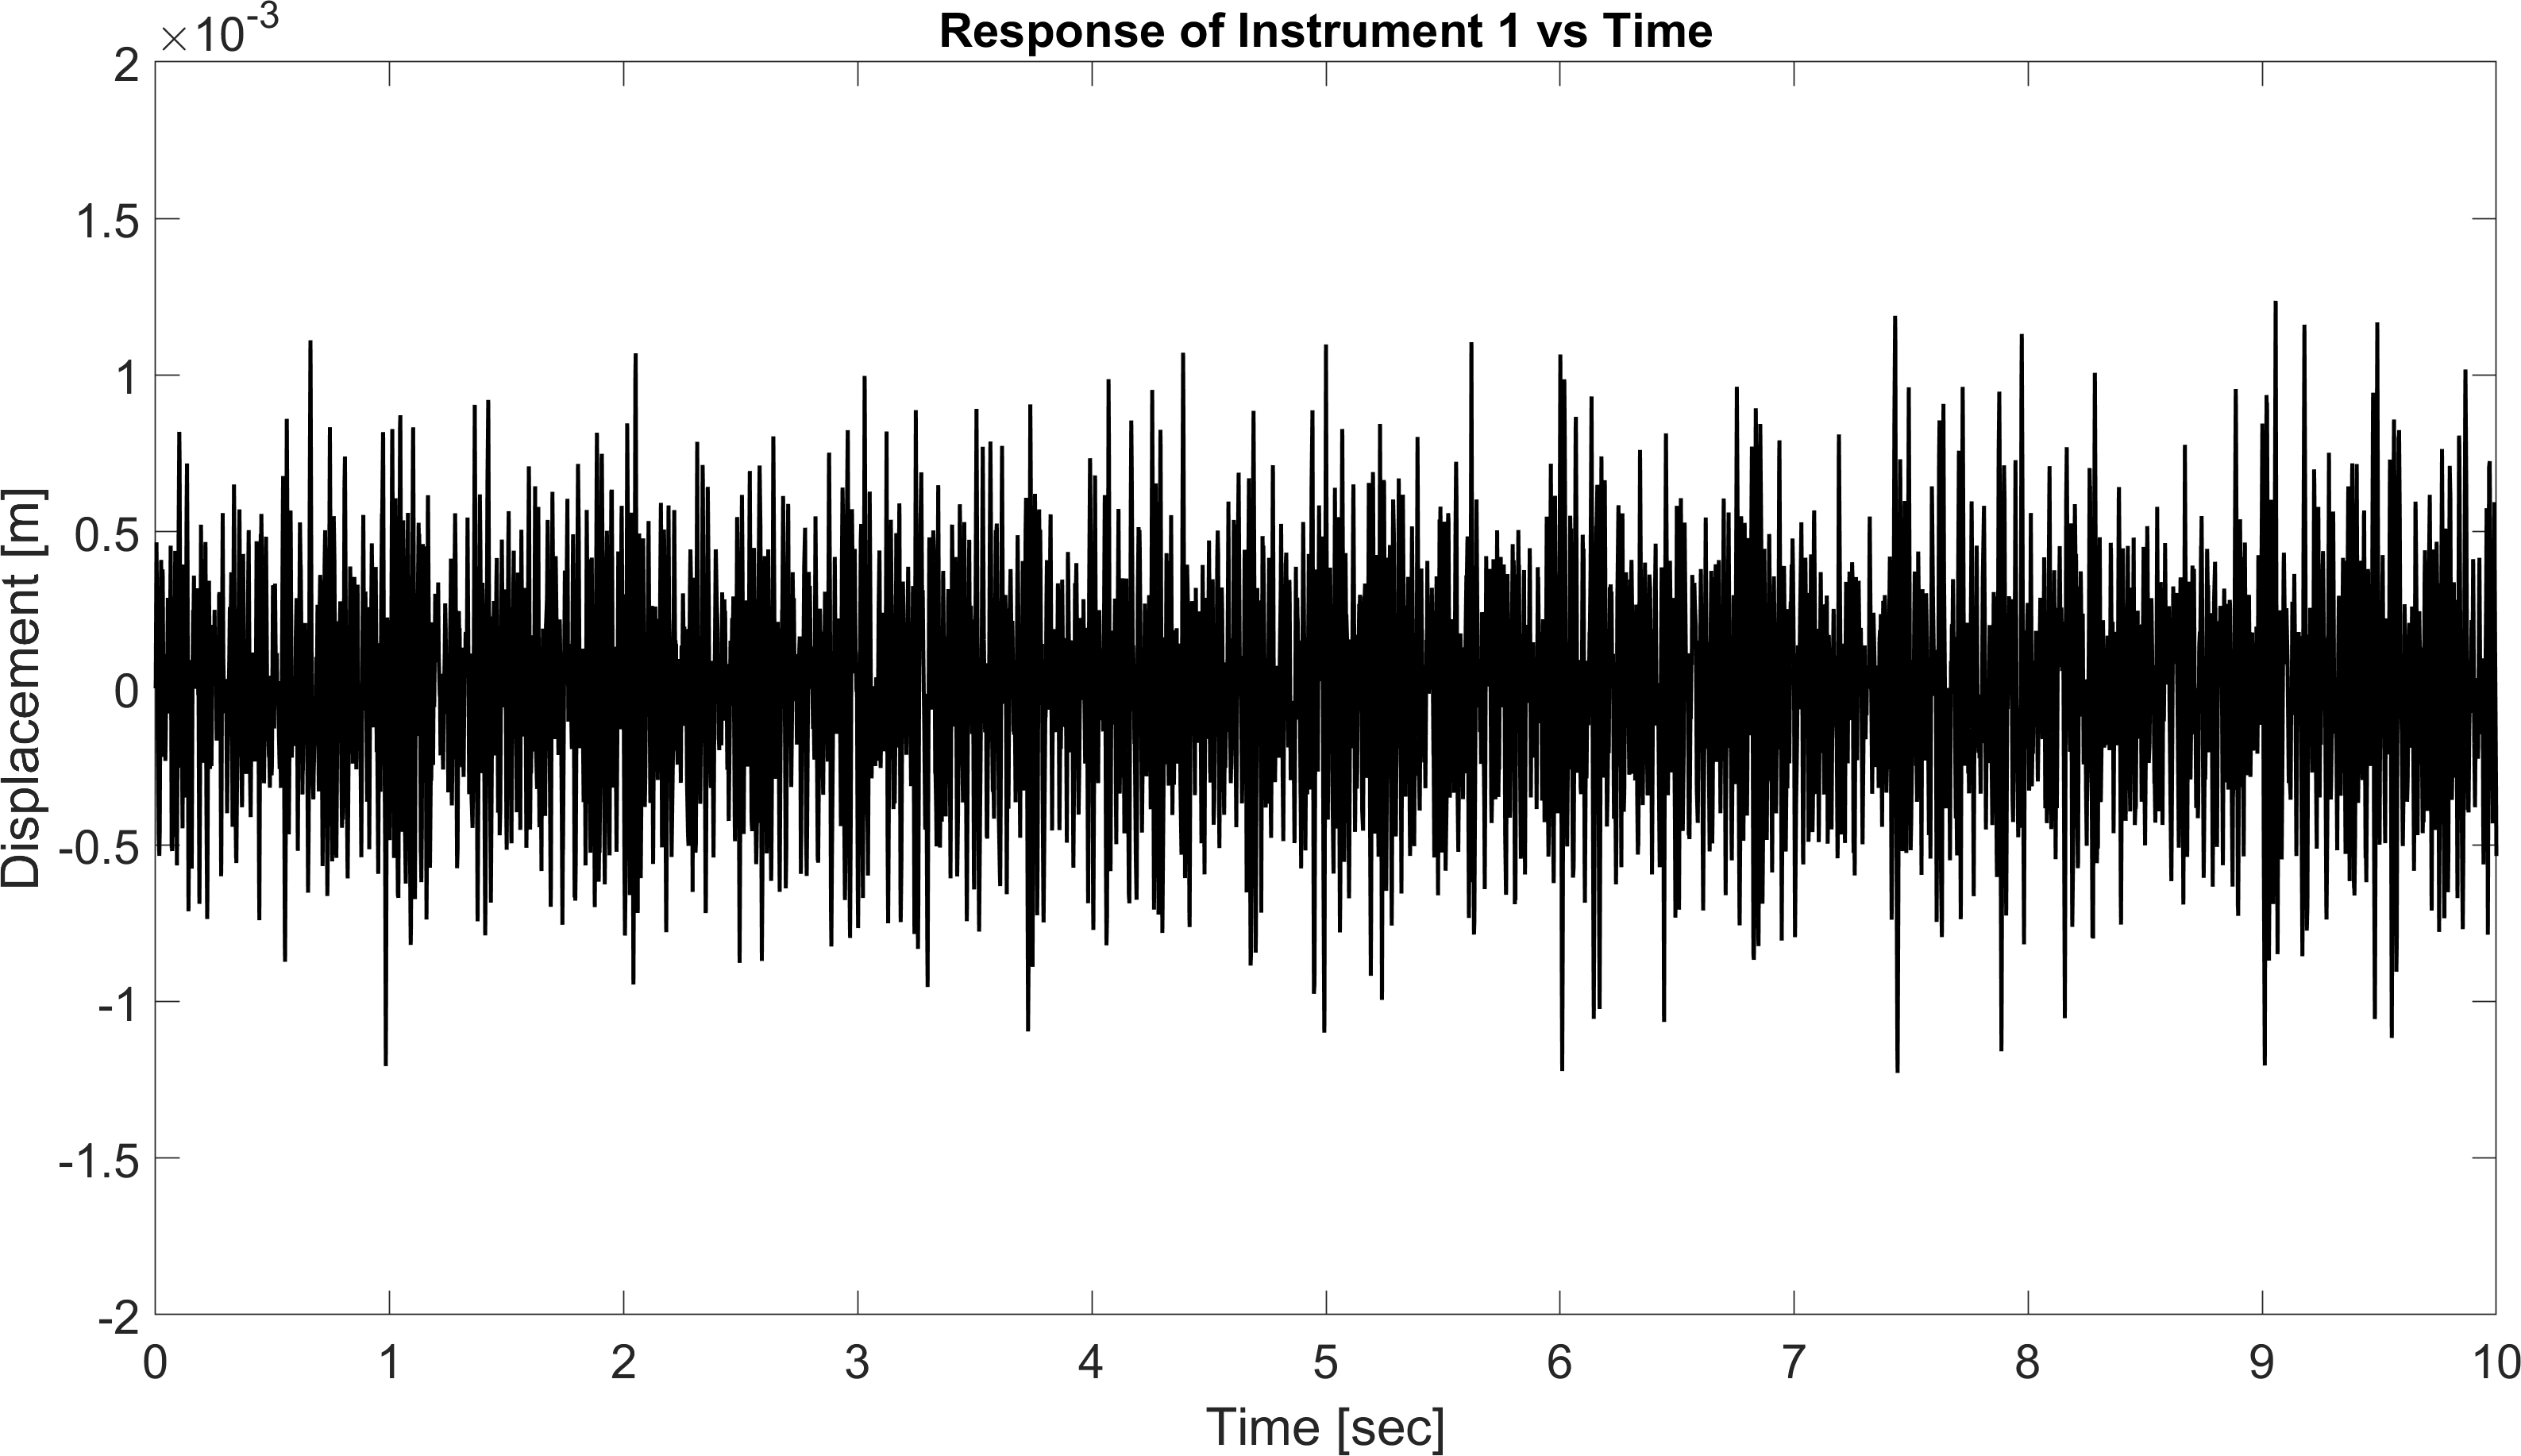 Response of Instrument 1 vs Time
×10-3
2
1.5
1
0.5
0
-0.5
-1
-1.5
-2
Displacement [m]
0 1 2 3 4 5 6 7 8 9 10
Time [sec]